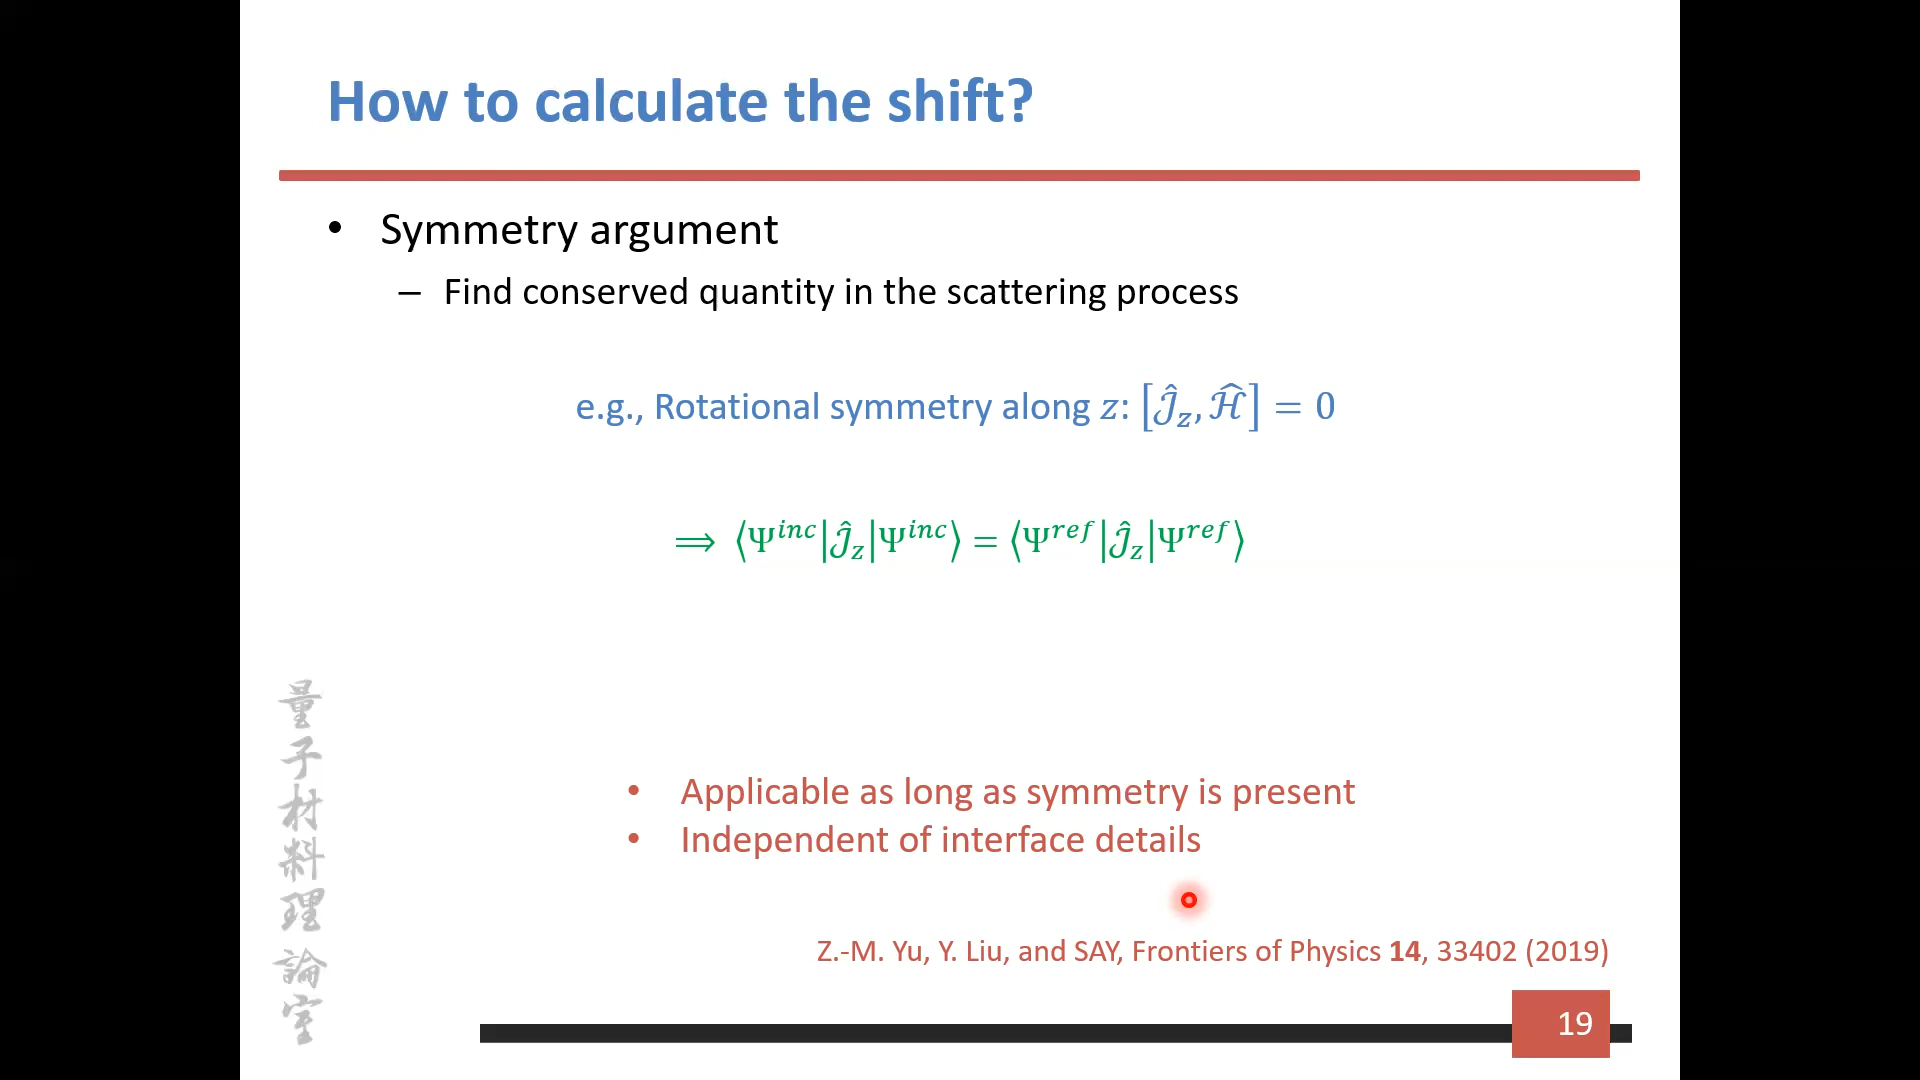 How to calculate the shift?
• Symmetry argument
– Find conserved quantity in the scattering process
e.g., Rotational symmetry along z: [𝒥̂_z, ℋ̂] = 0
⟹ ⟨Ψ^inc|𝒥̂_z|Ψ^inc⟩ = ⟨Ψ^ref|𝒥̂_z|Ψ^ref⟩
• Applicable as long as symmetry is present
• Independent of interface details
Z.-M. Yu, Y. Liu, and SAY, Frontiers of Physics 14, 33402 (2019)
量子材料理論室
19